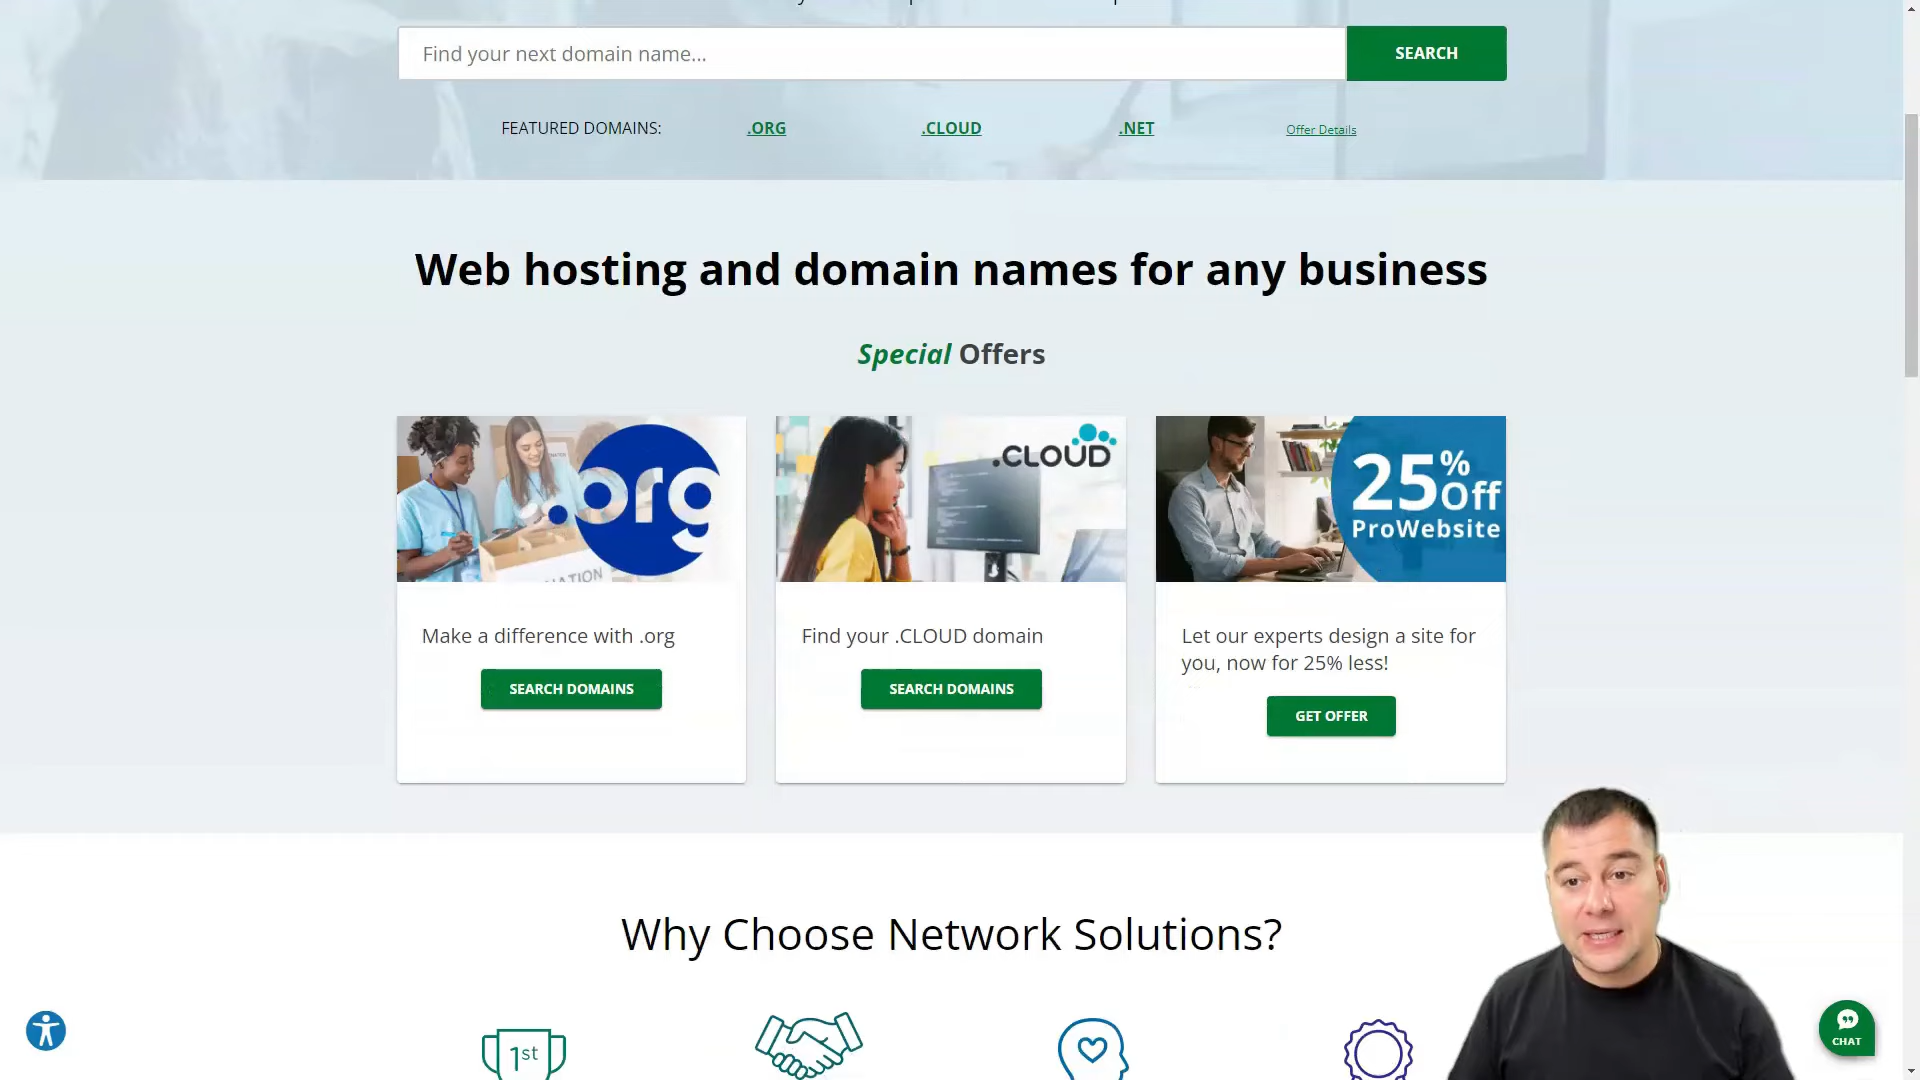 Find your next domain name...
SEARCH
FEATURED DOMAINS:
.ORG
.CLOUD
.NET
Offer Details
Web hosting and domain names for any business
Special Offers
.org
.CLOUD
25% Off
ProWebsite
Make a difference with .org
SEARCH DOMAINS
Find your .CLOUD domain
SEARCH DOMAINS
Let our experts design a site for
you, now for 25% less!
GET OFFER
Why Choose Network Solutions?
1st
CHAT